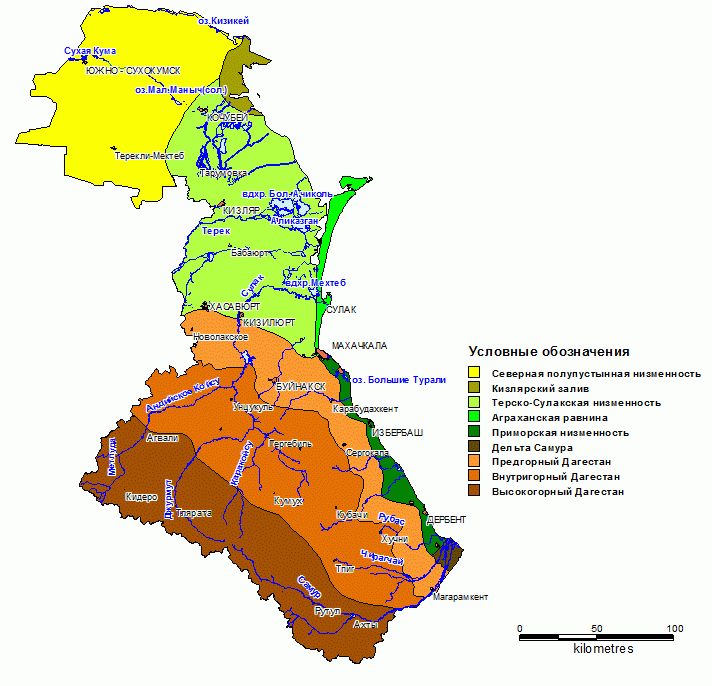 оз.Кизикей
Сухая Кума
ЮЖНО - СУХОКУМСК
оз.Мал.Маныч(сол.)
КОЧУБЕЙ
Терекли-Мектеб
Тарумовка
вдхр. Бол. Ачиколь
КИЗЛЯР
Аликазган
Терек
Бабаюрт
Сулак
вдхр.Мехтеб
ХАСАВЮРТ
СУЛАК
КИЗИЛЮРТ
Новолакское
МАХАЧКАЛА
Условные обозначения
Северная полупустынная низменность
Кизлярский залив
Терско-Сулакская низменность
Аграханская равнина
Приморская низменность
Дельта Самура
Предгорный Дагестан
Внутригорный Дагестан
Высокогорный Дагестан
оз. Большие Турали
БУЙНАКСК
Андийское Койсу
Унцукуль
Карабудахкент
ИЗБЕРБАШ
Агвали
Гергебиль
Сергокала
Каракойсу
Кидеро
Джурмут
Тлярата
Кумух
Кубачи
Рубас
ДЕРБЕНТ
Хучни
Чирагчай
Тпиг
Самур
Магарамкент
Рутул
Ахты
0 50 100
kilometres